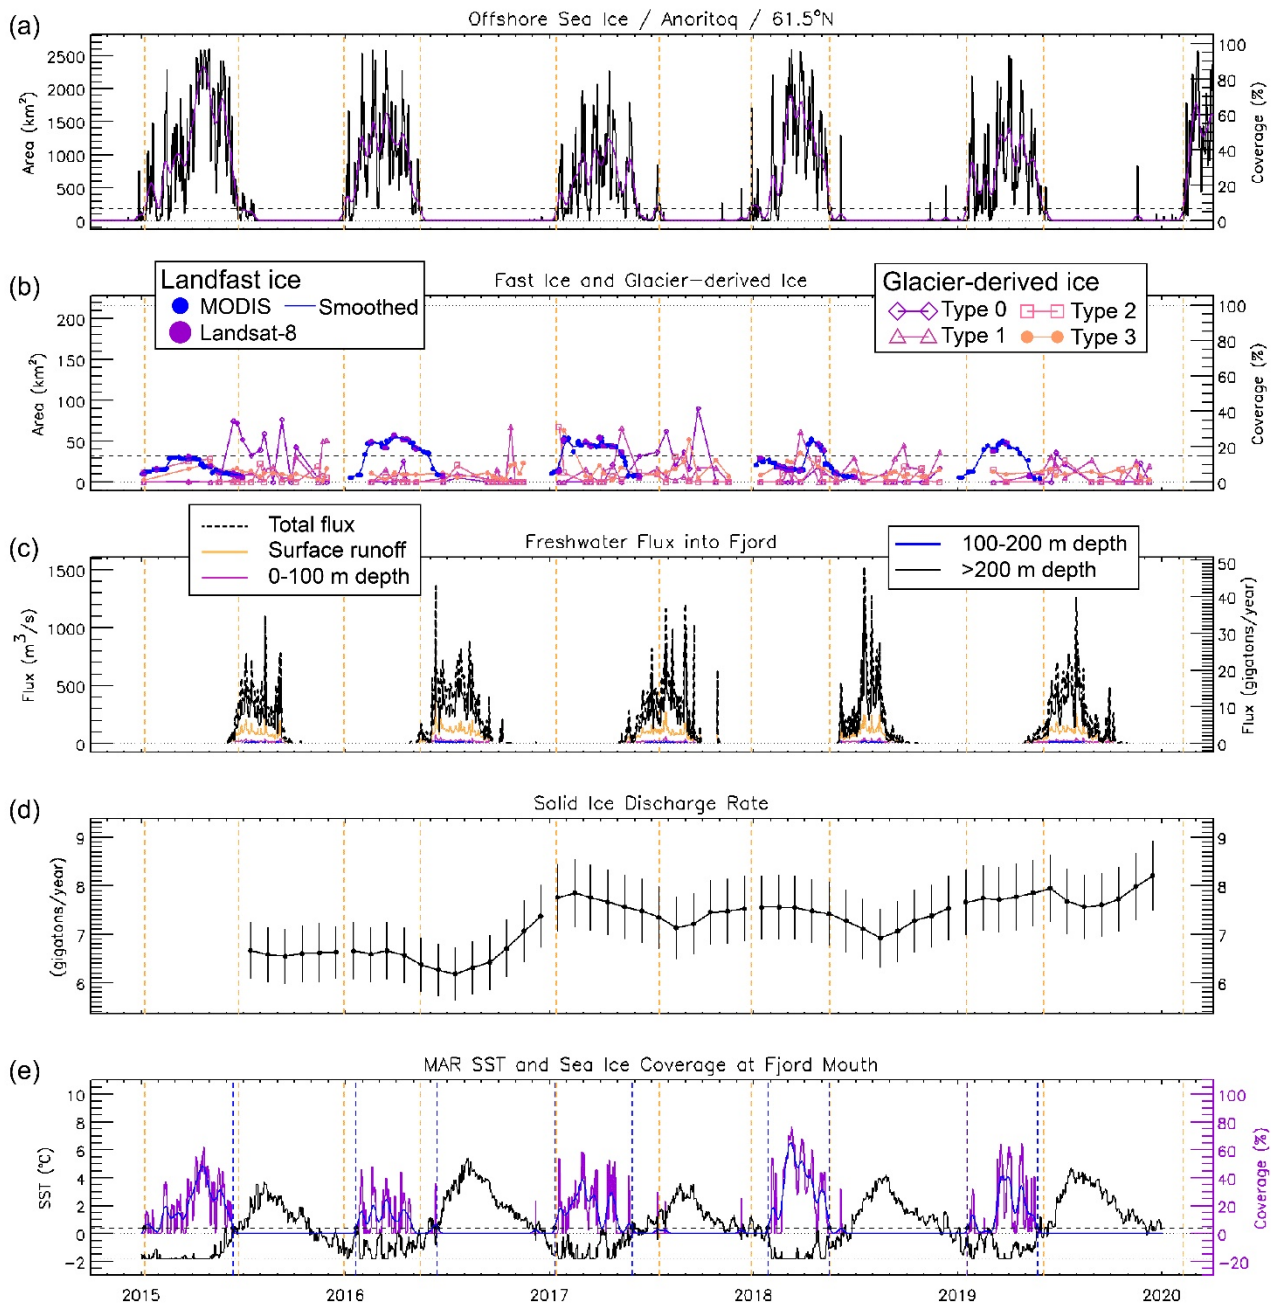 (a)
Offshore Sea Ice / Anoritoq / 61.5°N
2500
2000
1500
1000
500
0
Area (km²)
100
80
60
40
20
0
Coverage (%)
(b)
Fast Ice and Glacier-derived Ice
Landfast ice
MODIS
Smoothed
Landsat-8
Glacier-derived ice
Type 0
Type 2
Type 1
Type 3
200
150
100
50
0
Area (km²)
100
80
60
40
20
0
Coverage (%)
(c)
Freshwater Flux into Fjord
Total flux
Surface runoff
0-100 m depth
100-200 m depth
>200 m depth
1500
1000
500
0
Flux (m³/s)
50
40
30
20
10
0
Flux (gigatons/year)
(d)
Solid Ice Discharge Rate
9
8
7
6
(gigatons/year)
9
8
7
6
(e)
MAR SST and Sea Ice Coverage at Fjord Mouth
10
8
6
4
2
0
−2
SST (°C)
100
80
60
40
20
0
−20
Coverage (%)
2015
2016
2017
2018
2019
2020